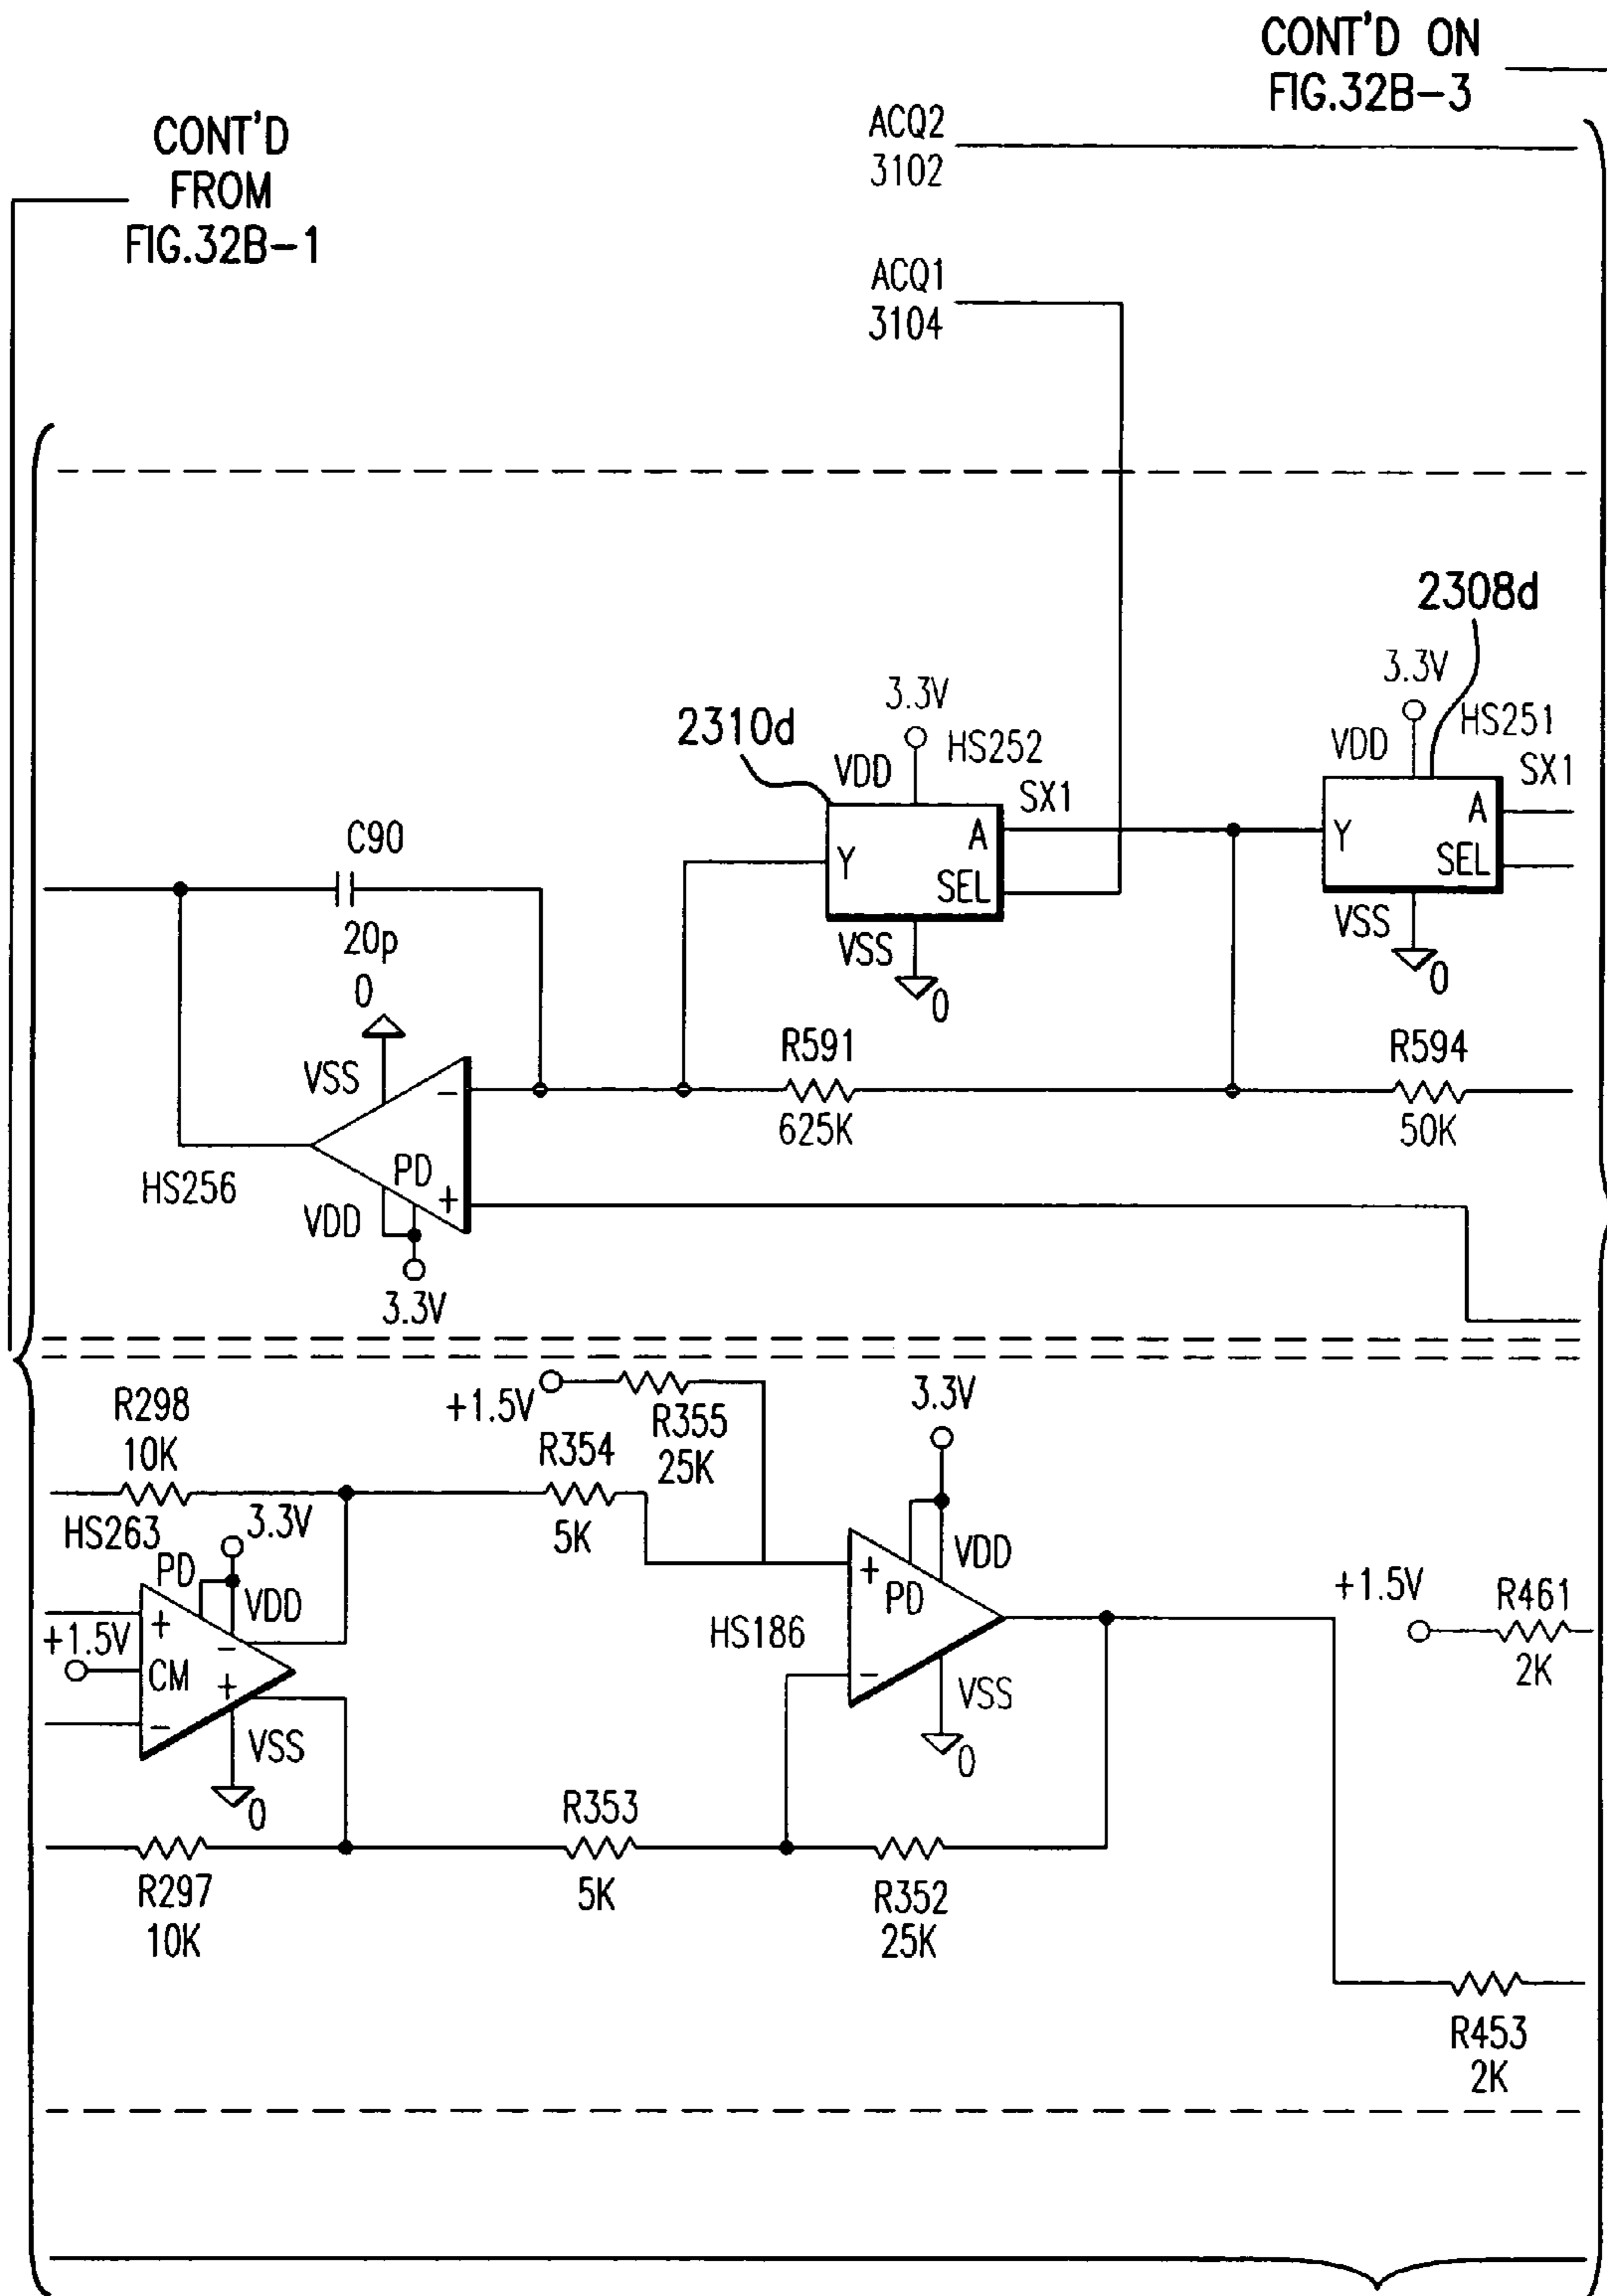 CONT'D ON
FIG.32B-3
CONT'D
FROM
FIG.32B-1
ACQ2
3102
ACQ1
3104
2308d
3.3V
HS251
VDD
SX1
A
Y
SEL
VSS
0
2310d
3.3V
HS252
VDD
SX1
A
Y
SEL
VSS
0
C90
20p
0
VSS
-
PD
+
HS256
VDD
3.3V
R591
625K
R594
50K
R298
10K
+1.5V
R355
25K
R354
5K
3.3V
HS263
3.3V
PD
VDD
+
-
+1.5V
CM
+
-
VSS
0
+
VDD
PD
HS186
-
VSS
0
+1.5V
R461
2K
R297
10K
R353
5K
R352
25K
R453
2K